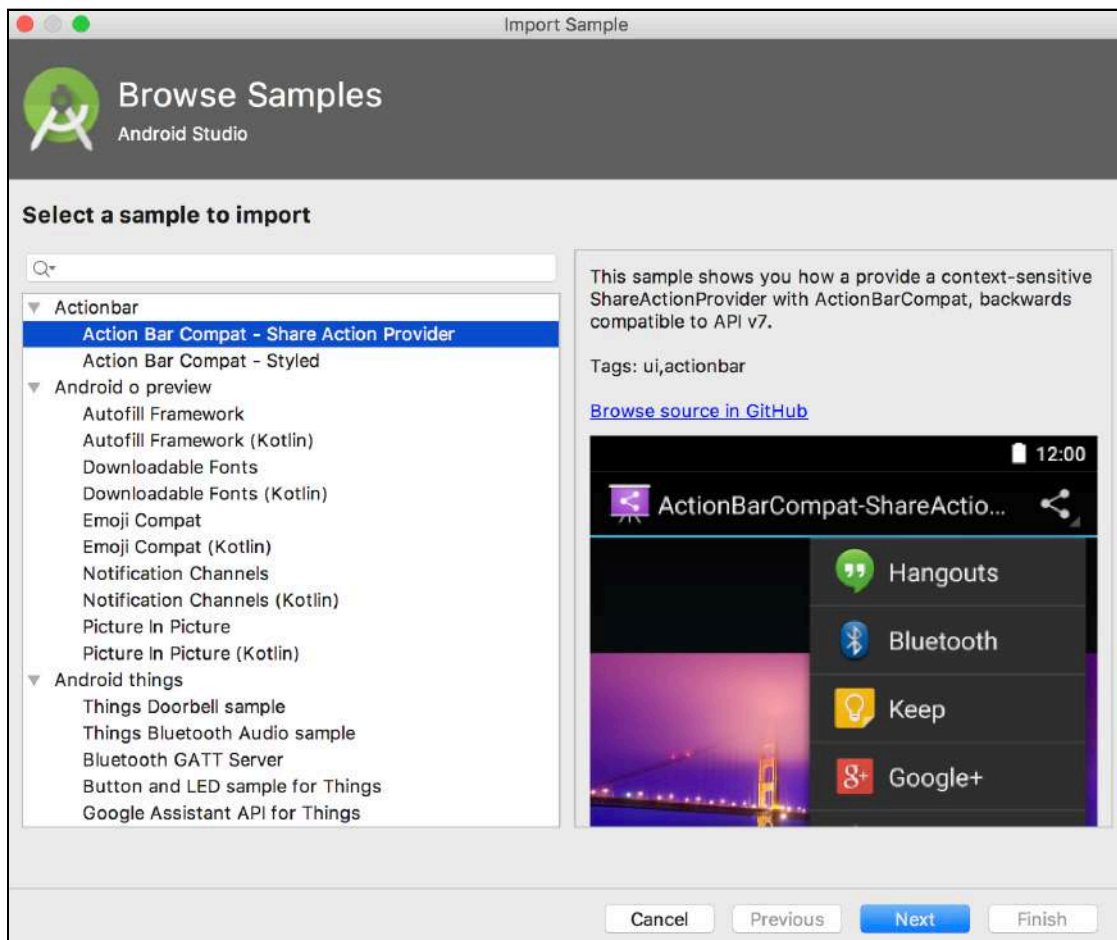 Import Sample
Browse Samples
Android Studio
Select a sample to import
Actionbar
Action Bar Compat - Share Action Provider
Action Bar Compat - Styled
Android o preview
Autofill Framework
Autofill Framework (Kotlin)
Downloadable Fonts
Downloadable Fonts (Kotlin)
Emoji Compat
Emoji Compat (Kotlin)
Notification Channels
Notification Channels (Kotlin)
Picture In Picture
Picture In Picture (Kotlin)
Android things
Things Doorbell sample
Things Bluetooth Audio sample
Bluetooth GATT Server
Button and LED sample for Things
Google Assistant API for Things
This sample shows you how a provide a context-sensitive
ShareActionProvider with ActionBarCompat, backwards
compatible to API v7.
Tags: ui,actionbar
Browse source in GitHub
12:00
ActionBarCompat-ShareActio...
Hangouts
Bluetooth
Keep
8+ Google+
Cancel Previous Next Finish